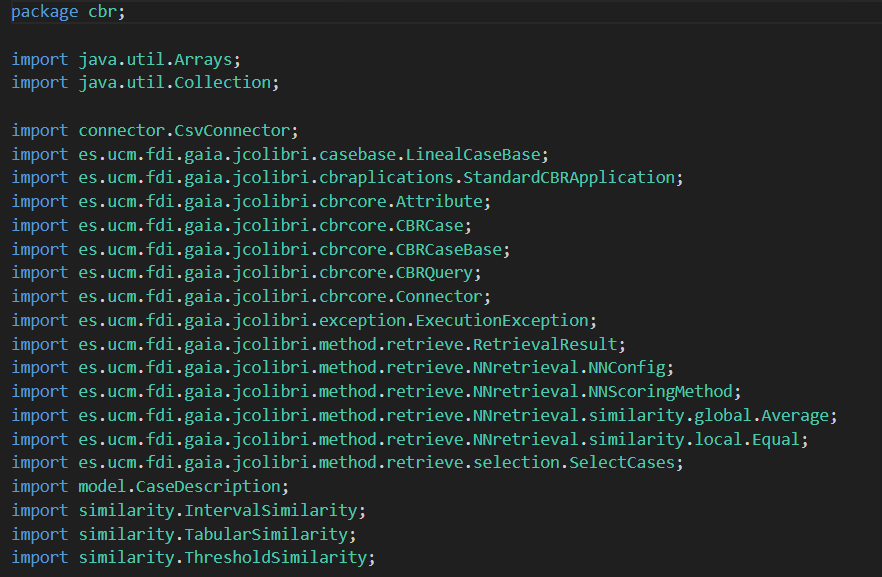 package cbr;
import java.util.Arrays;
import java.util.Collection;
import connector.CsvConnector;
import es.ucm.fdi.gaia.jcolibri.casebase.LinealCaseBase;
import es.ucm.fdi.gaia.jcolibri.cbraplications.StandardCBRApplication;
import es.ucm.fdi.gaia.jcolibri.cbrcore.Attribute;
import es.ucm.fdi.gaia.jcolibri.cbrcore.CBRCase;
import es.ucm.fdi.gaia.jcolibri.cbrcore.CBRCaseBase;
import es.ucm.fdi.gaia.jcolibri.cbrcore.CBRQuery;
import es.ucm.fdi.gaia.jcolibri.cbrcore.Connector;
import es.ucm.fdi.gaia.jcolibri.exception.ExecutionException;
import es.ucm.fdi.gaia.jcolibri.method.retrieve.RetrievalResult;
import es.ucm.fdi.gaia.jcolibri.method.retrieve.NNretrieval.NNConfig;
import es.ucm.fdi.gaia.jcolibri.method.retrieve.NNretrieval.NNScoringMethod;
import es.ucm.fdi.gaia.jcolibri.method.retrieve.NNretrieval.similarity.global.Average;
import es.ucm.fdi.gaia.jcolibri.method.retrieve.NNretrieval.similarity.local.Equal;
import es.ucm.fdi.gaia.jcolibri.method.retrieve.selection.SelectCases;
import model.CaseDescription;
import similarity.IntervalSimilarity;
import similarity.TabularSimilarity;
import similarity.ThresholdSimilarity;